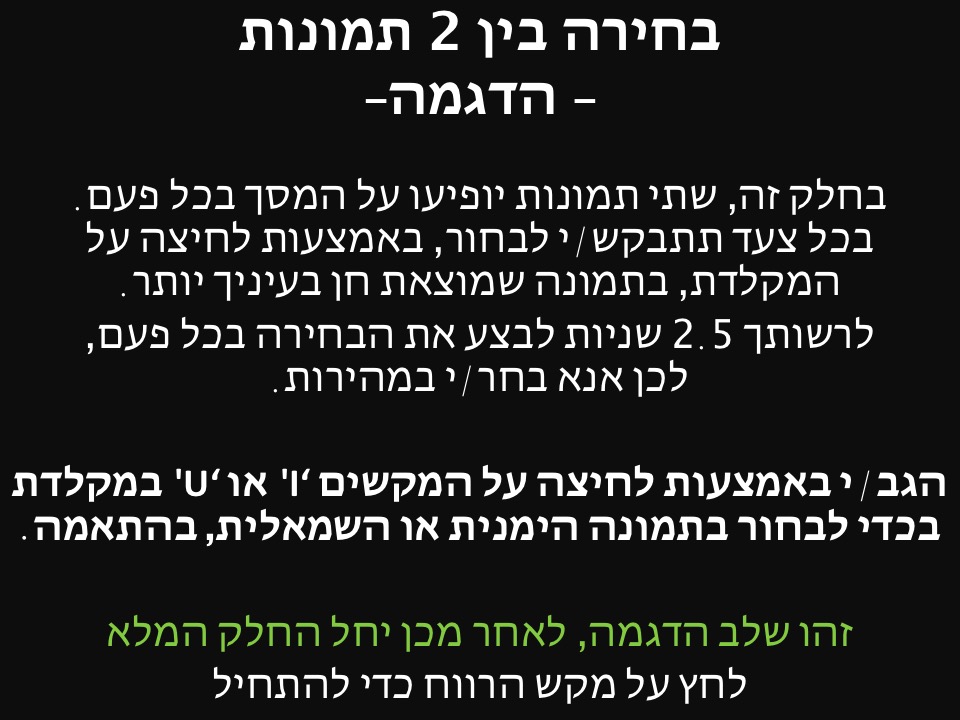 בחירה בין 2 תמונות
- הדגמה-
בחלק זה, שתי תמונות יופיעו על המסך בכל פעם.
בכל צעד תתבקש/י לבחור, באמצעות לחיצה על
המקלדת, בתמונה שמוצאת חן בעיניך יותר.
לרשותך 2.5 שניות לבצע את הבחירה בכל פעם,
לכן אנא בחר/י במהירות.
הגב/י באמצעות לחיצה על המקשים ‘I' או ‘U' במקלדת
בכדי לבחור בתמונה הימנית או השמאלית, בהתאמה.
זהו שלב הדגמה, לאחר מכן יחל החלק המלא
לחץ על מקש הרווח כדי להתחיל